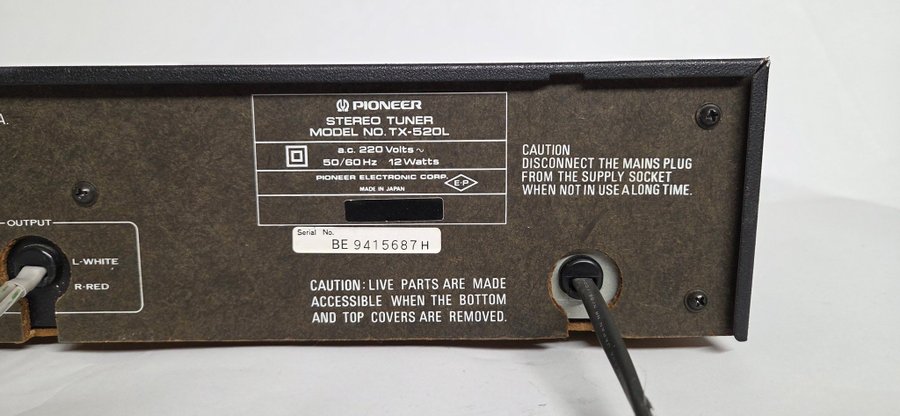 A.
PIONEER
STEREO TUNER
MODEL NO. TX-520L
a.c. 220 Volts ~
50/60 Hz 12 Watts
PIONEER ELECTRONIC CORP.
MADE IN JAPAN
E-P
CAUTION
DISCONNECT THE MAINS PLUG
FROM THE SUPPLY SOCKET
WHEN NOT IN USE A LONG TIME.
OUTPUT
L-WHITE
R-RED
Serial No.
BE 9415687 H
CAUTION: LIVE PARTS ARE MADE
ACCESSIBLE WHEN THE BOTTOM
AND TOP COVERS ARE REMOVED.